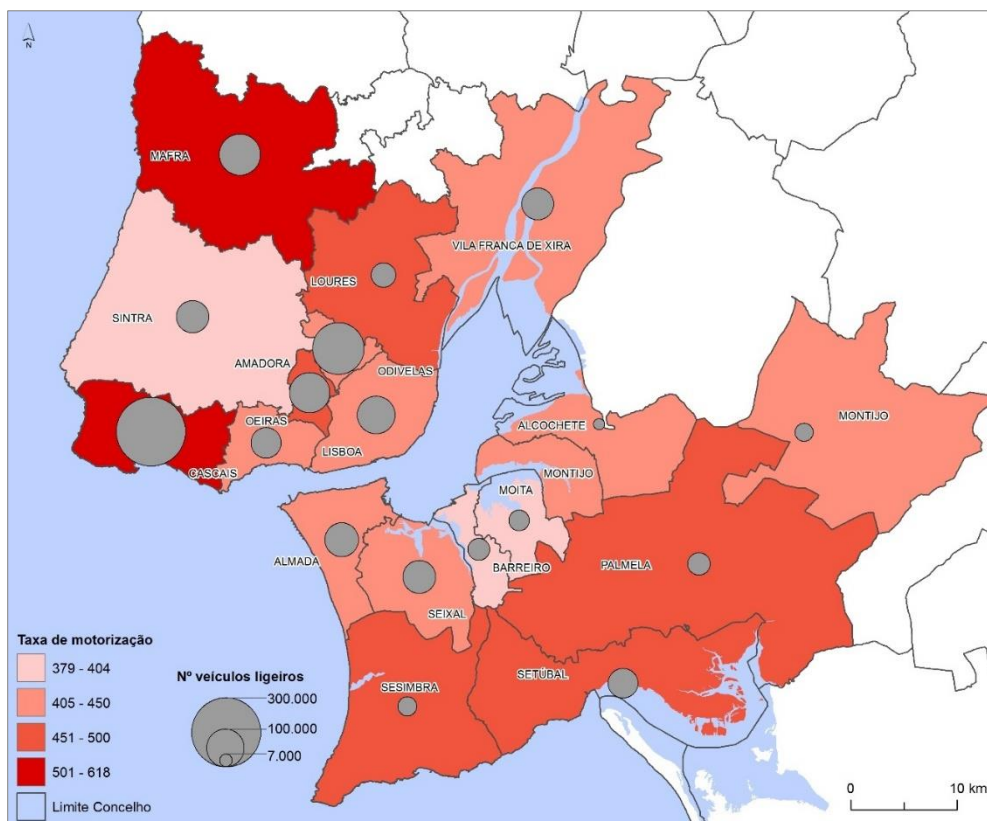 N
MAFRA
VILA FRANCA DE XIRA
LOURES
SINTRA
AMADORA
ODIVELAS
OEIRAS
LISBOA
CASCAIS
ALCOCHETE
MONTIJO
MONTIJO
MOITA
ALMADA
BARREIRO
PALMELA
SEIXAL
SETÚBAL
SESIMBRA
Taxa de motorização
379 - 404
405 - 450
451 - 500
501 - 618
Limite Concelho
Nº veículos ligeiros
300.000
100.000
7.000
0 10 km